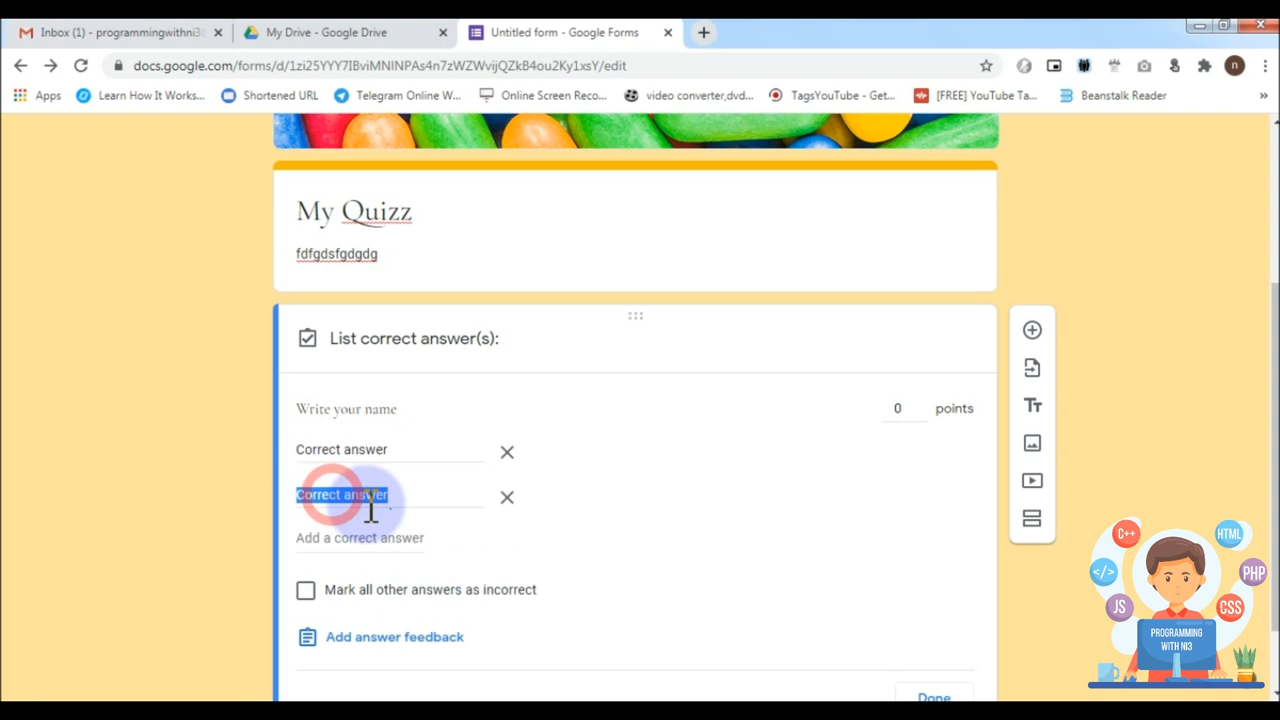 Inbox (1) - programmingwithni3
My Drive - Google Drive
Untitled form - Google Forms
docs.google.com/forms/d/1zi25YYY7IBviMNINPAs4n7zWZWvijQZkB4ou2Ky1xsY/edit
n
Apps
Learn How It Works...
Shortened URL
Telegram Online W...
Online Screen Reco...
video converter,dvd...
TagsYouTube - Get...
[FREE] YouTube Ta...
Beanstalk Reader
»
My Quizz
fdfgdsfgdgdg
List correct answer(s):
Write your name
0 points
Correct answer
Correct answer
Add a correct answer
Mark all other answers as incorrect
Add answer feedback
Done
C++
HTML
</>
PHP
JS
CSS
PROGRAMMING
WITH NI3